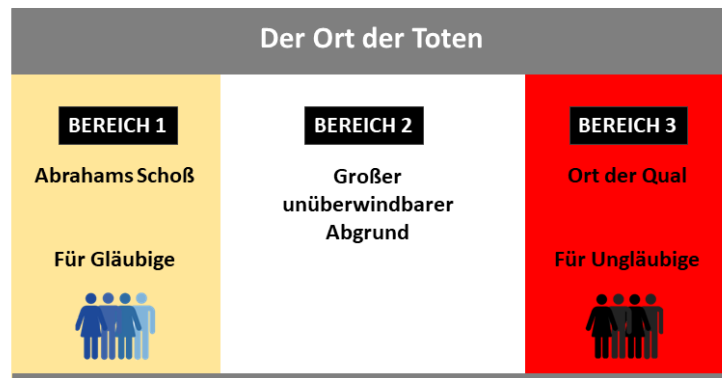 Der Ort der Toten
BEREICH 1
Abrahams Schoß
Für Gläubige
BEREICH 2
Großer
unüberwindbarer
Abgrund
BEREICH 3
Ort der Qual
Für Ungläubige